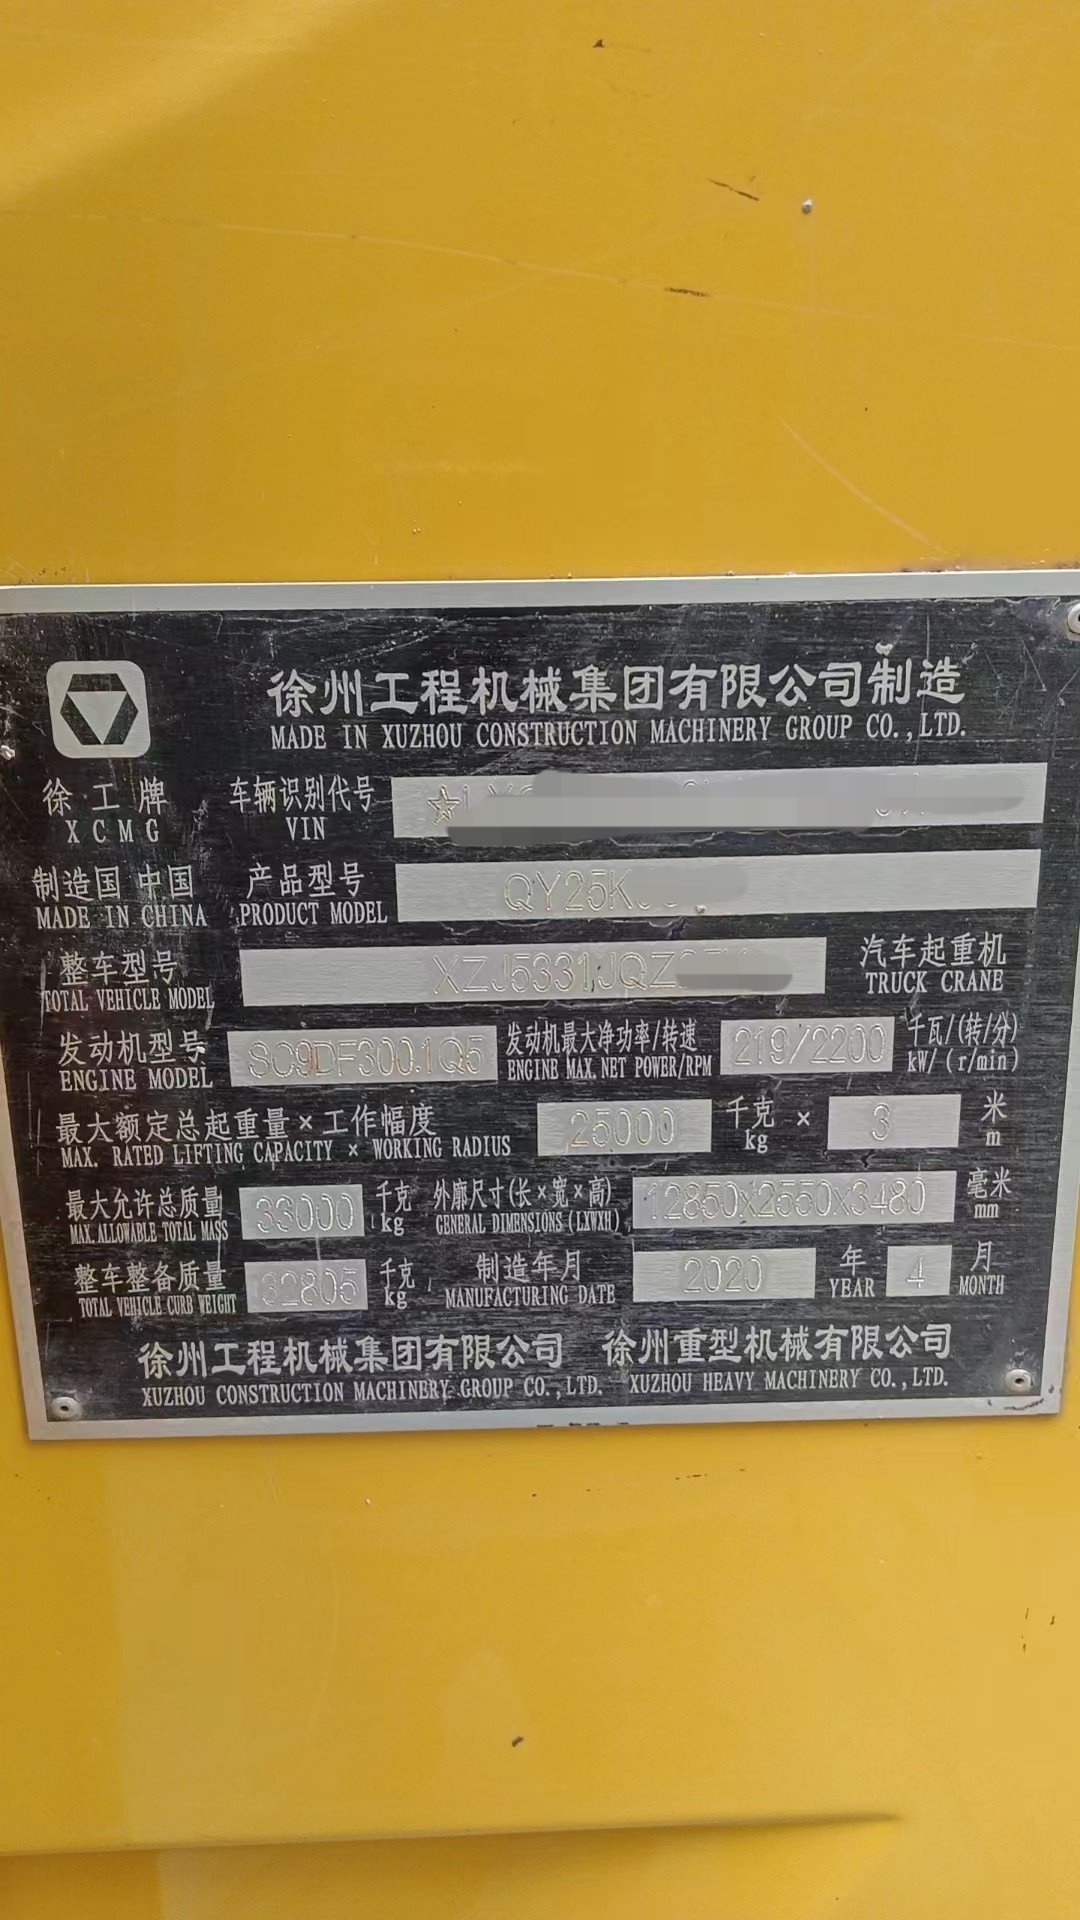 徐州工程机械集团有限公司制造
MADE IN XUZHOU CONSTRUCTION MACHINERY GROUP CO.,LTD.
徐工牌 车辆识别代号
XCMG VIN
制造国 中国 产品型号 QY25K
MADE IN CHINA PRODUCT MODEL
整车型号 XZJ5331JQZ 汽车起重机
TOTAL VEHICLE MODEL TRUCK CRANE
发动机型号 SC9DF300.1Q5 发动机最大净功率/转速 219/2200 千瓦/(转/分)
ENGINE MODEL ENGINE MAX. NET POWER/RPM kW/(r/min)
最大额定总起重量×工作幅度 25000 千克 × 3 米
MAX. RATED LIFTING CAPACITY × WORKING RADIUS kg m
最大允许总质量 33000 千克 外廓尺寸(长×宽×高) 12850x2550x3480 毫米
MAX. ALLOWABLE TOTAL MASS kg GENERAL DIMENSIONS(LXWXH) mm
整车整备质量 32805 千克 制造年月 2020 年 4 月
TOTAL VEHICLE CURB WEIGHT kg MANUFACTURING DATE YEAR MONTH
徐州工程机械集团有限公司 徐州重型机械有限公司
XUZHOU CONSTRUCTION MACHINERY GROUP CO.,LTD. XUZHOU HEAVY MACHINERY CO.,LTD.